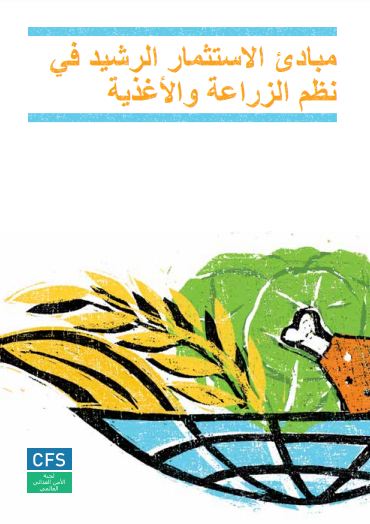 مبادئ الاستثمار الرشيد في
نظم الزراعة والأغذية
CFS
لجنة
الأمن الغذائي
العالمي